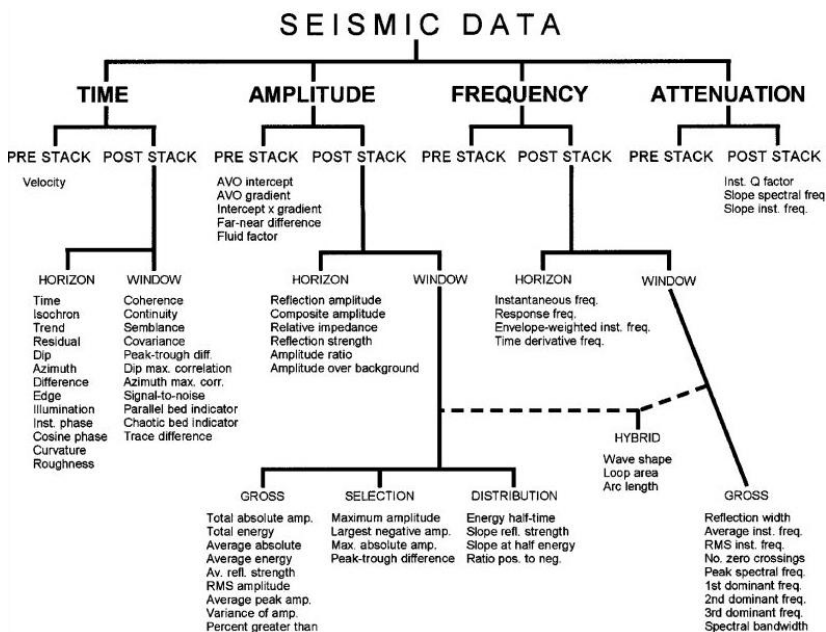 SEISMIC DATA
TIME
AMPLITUDE
FREQUENCY
ATTENUATION
PRE STACK
POST STACK
PRE STACK
POST STACK
PRE STACK
POST STACK
PRE STACK
POST STACK
Velocity
AVO intercept
AVO gradient
Intercept x gradient
Far-near difference
Fluid factor
Inst. Q factor
Slope spectral freq
Slope inst. freq.
HORIZON
Time
Isochron
Trend
Residual
Dip
Azimuth
Difference
Edge
Illumination
Inst. phase
Cosine phase
Curvature
Roughness
WINDOW
Coherence
Continuity
Semblance
Covariance
Peak-trough diff.
Dip max. correlation
Azimuth max. corr.
Signal-to-noise
Parallel bed indicator
Chaotic bed indicator
Trace difference
HORIZON
Reflection amplitude
Composite amplitude
Relative impedance
Reflection strength
Amplitude ratio
Amplitude over background
WINDOW
HORIZON
Instantaneous freq.
Response freq.
Envelope-weighted inst. freq.
Time derivative freq.
WINDOW
HYBRID
Wave shape
Loop area
Arc length
GROSS
Total absolute amp.
Total energy
Average absolute
Average energy
Av. refl. strength
RMS amplitude
Average peak amp.
Variance of amp.
Percent greater than
SELECTION
Maximum amplitude
Largest negative amp.
Max. absolute amp.
Peak-trough difference
DISTRIBUTION
Energy half-time
Slope refl. strength
Slope at half energy
Ratio pos. to neg.
GROSS
Reflection width
Average inst. freq.
RMS inst. freq.
No. zero crossings
Peak spectral freq.
1st dominant freq.
2nd dominant freq.
3rd dominant freq.
Spectral bandwidth